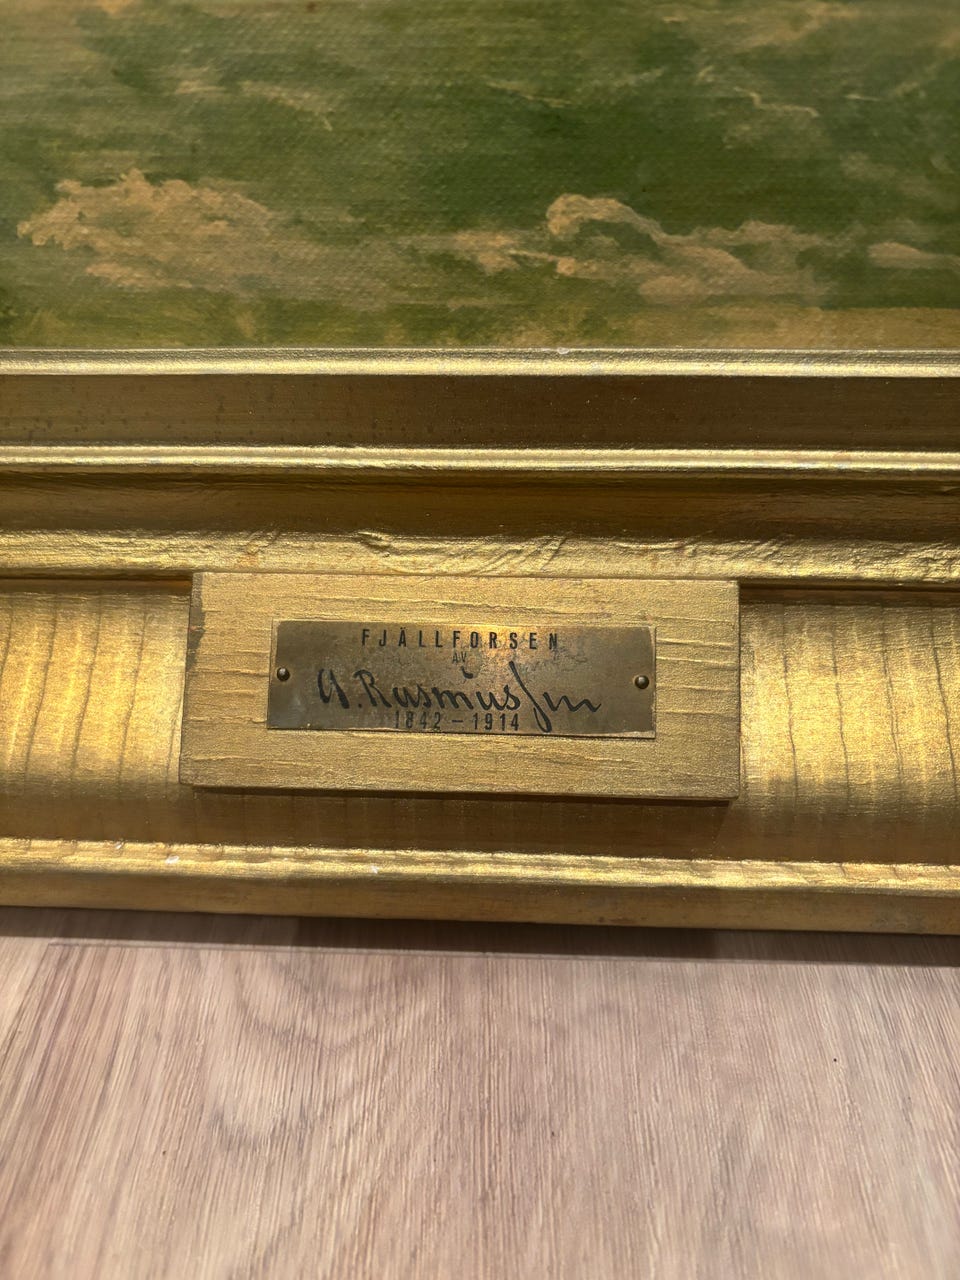 FJÄLLFORSEN
AV
A. Rasmussen
1842 – 1914